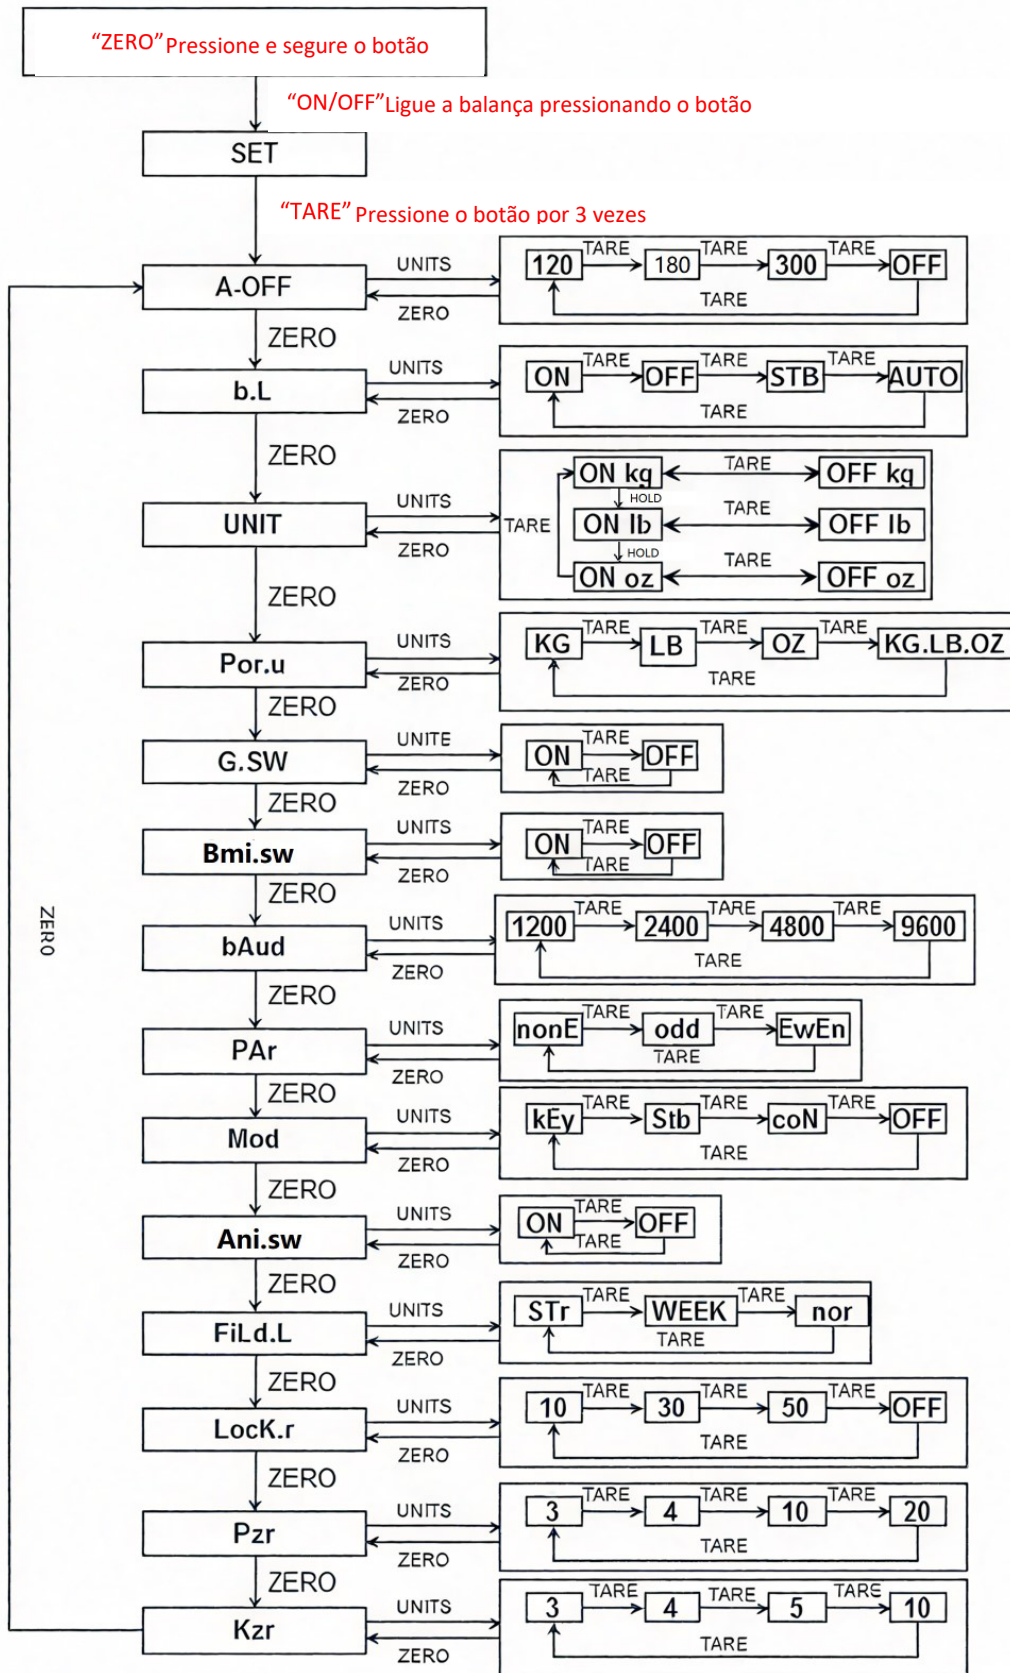 “ZERO” Pressione e segure o botão
“ON/OFF” Ligue a balança pressionando o botão
SET
“TARE” Pressione o botão por 3 vezes
A-OFF
UNITS
ZERO
120 TARE 180 TARE 300 TARE OFF
TARE
ZERO
b.L
UNITS
ZERO
ON TARE OFF TARE STB TARE AUTO
TARE
ZERO
UNIT
UNITS
ZERO
TARE
ON kg TARE OFF kg
HOLD
ON lb TARE OFF lb
HOLD
ON oz TARE OFF oz
ZERO
Por.u
UNITS
ZERO
KG TARE LB TARE OZ TARE KG.LB.OZ
TARE
ZERO
G.SW
UNITE
ZERO
ON TARE OFF
TARE
ZERO
Bmi.sw
UNITS
ZERO
ON TARE OFF
TARE
ZERO
bAud
UNITS
ZERO
1200 TARE 2400 TARE 4800 TARE 9600
TARE
ZERO
PAr
UNITS
ZERO
nonE TARE odd TARE EwEn
TARE
ZERO
Mod
UNITS
ZERO
kEy TARE Stb TARE coN TARE OFF
TARE
ZERO
Ani.sw
UNITS
ZERO
ON TARE OFF
TARE
ZERO
FiLd.L
UNITS
ZERO
STr TARE WEEK TARE nor
TARE
ZERO
LocK.r
UNITS
ZERO
10 TARE 30 TARE 50 TARE OFF
TARE
ZERO
Pzr
UNITS
ZERO
3 TARE 4 TARE 10 TARE 20
TARE
ZERO
Kzr
UNITS
ZERO
3 TARE 4 TARE 5 TARE 10
TARE
ZERO